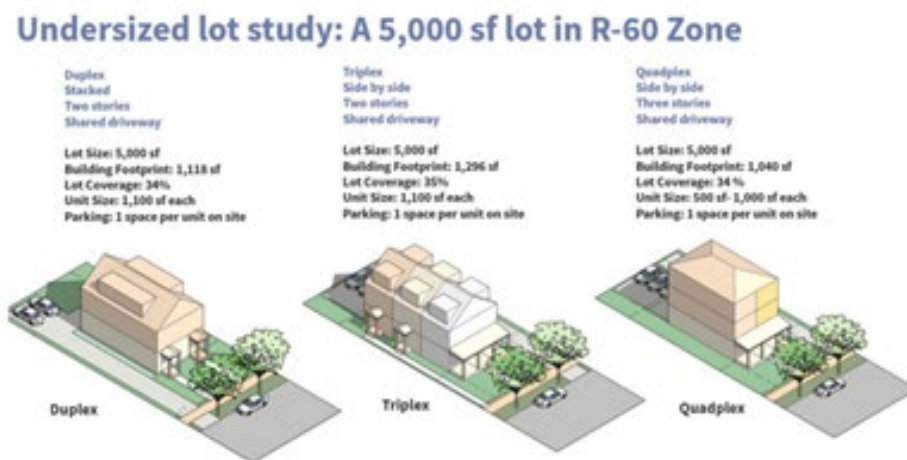 Undersized lot study: A 5,000 sf lot in R-60 Zone
Duplex
Stacked
Two stories
Shared driveway
Lot Size: 5,000 sf
Building Footprint: 1,118 sf
Lot Coverage: 34%
Unit Size: 1,100 sf each
Parking: 1 space per unit on site
Triplex
Side by side
Two stories
Shared driveway
Lot Size: 5,000 sf
Building Footprint: 1,296 sf
Lot Coverage: 35%
Unit Size: 1,100 sf each
Parking: 1 space per unit on site
Quadplex
Side by side
Three stories
Shared driveway
Lot Size: 5,000 sf
Building Footprint: 1,040 sf
Lot Coverage: 34 %
Unit Size: 500 sf- 1,000 sf each
Parking: 1 space per unit on site
Duplex
Triplex
Quadplex